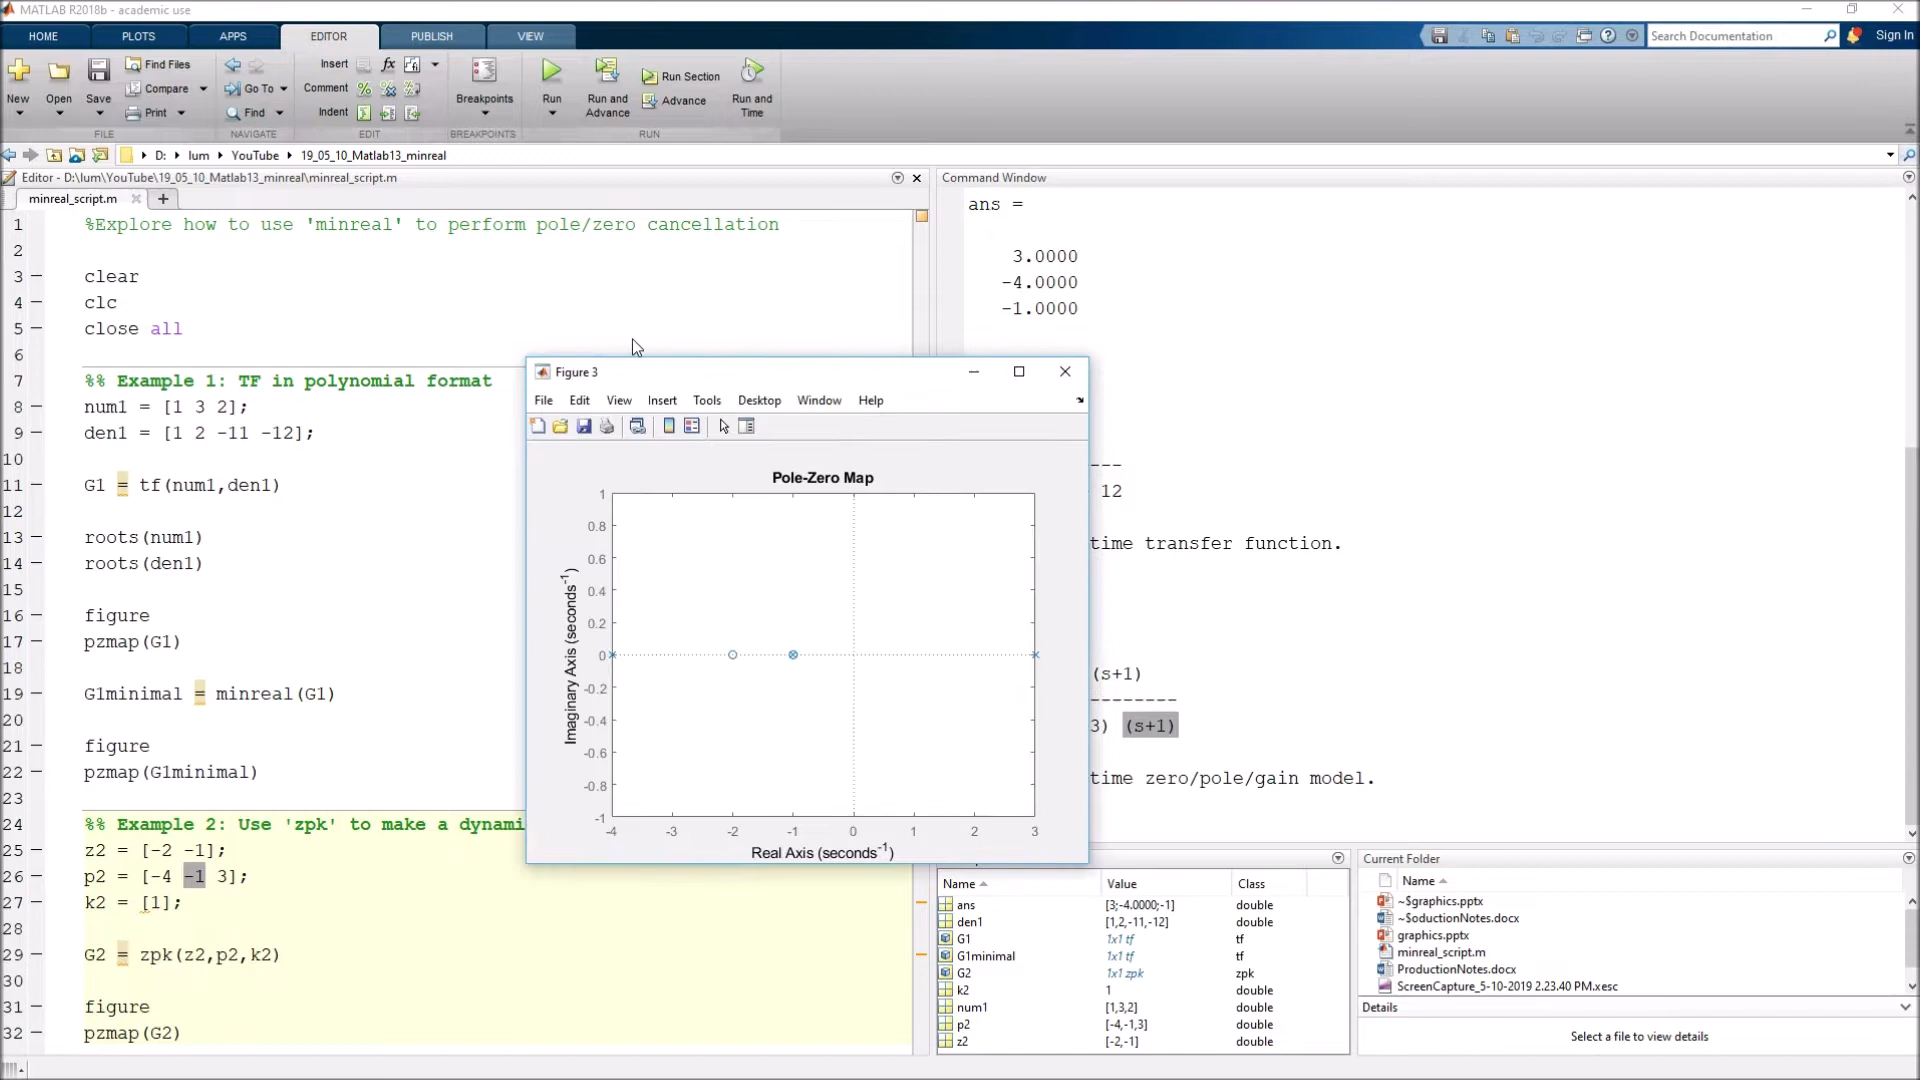 MATLAB R2018b - academic use
HOME PLOTS APPS EDITOR PUBLISH VIEW
Search Documentation
Sign In
New
Open
Save
Find Files
Compare
Print
FILE
Go To
Find
NAVIGATE
Insert
fx
Comment
Indent
EDIT
Breakpoints
BREAKPOINTS
Run
Run and Advance
Run Section
Advance
Run and Time
RUN
D: lum YouTube 19_05_10_Matlab13_minreal
Editor - D:\lum\YouTube\19_05_10_Matlab13_minreal\minreal_script.m
minreal_script.m
1 %Explore how to use 'minreal' to perform pole/zero cancellation
2
3 clear
4 clc
5 close all
6
7 %% Example 1: TF in polynomial format
8 num1 = [1 3 2];
9 den1 = [1 2 -11 -12];
10
11 G1 = tf(num1,den1)
12
13 roots(num1)
14 roots(den1)
15
16 figure
17 pzmap(G1)
18
19 G1minimal = minreal(G1)
20
21 figure
22 pzmap(G1minimal)
23
24 %% Example 2: Use 'zpk' to make a dynami
25 z2 = [-2 -1];
26 p2 = [-4 -1 3];
27 k2 = [1];
28
29 G2 = zpk(z2,p2,k2)
30
31 figure
32 pzmap(G2)
Figure 3
File Edit View Insert Tools Desktop Window Help
Pole-Zero Map
1
0.8
0.6
0.4
0.2
0
-0.2
-0.4
-0.6
-0.8
-1
-4 -3 -2 -1 0 1 2 3
Imaginary Axis (seconds-1)
Real Axis (seconds-1)
Command Window
ans =
3.0000
-4.0000
-1.0000
---
12
time transfer function.
(s+1)
--------
3) (s+1)
time zero/pole/gain model.
Name Value Class
ans [3;-4.0000;-1] double
den1 [1,2,-11,-12] double
G1 1x1 tf tf
G1minimal 1x1 tf tf
G2 1x1 zpk zpk
k2 1 double
num1 [1,3,2] double
p2 [-4,-1,3] double
z2 [-2,-1] double
Current Folder
Name
~$graphics.pptx
~$oductionNotes.docx
graphics.pptx
minreal_script.m
ProductionNotes.docx
ScreenCapture_5-10-2019 2.23.40 PM.xesc
Details
Select a file to view details